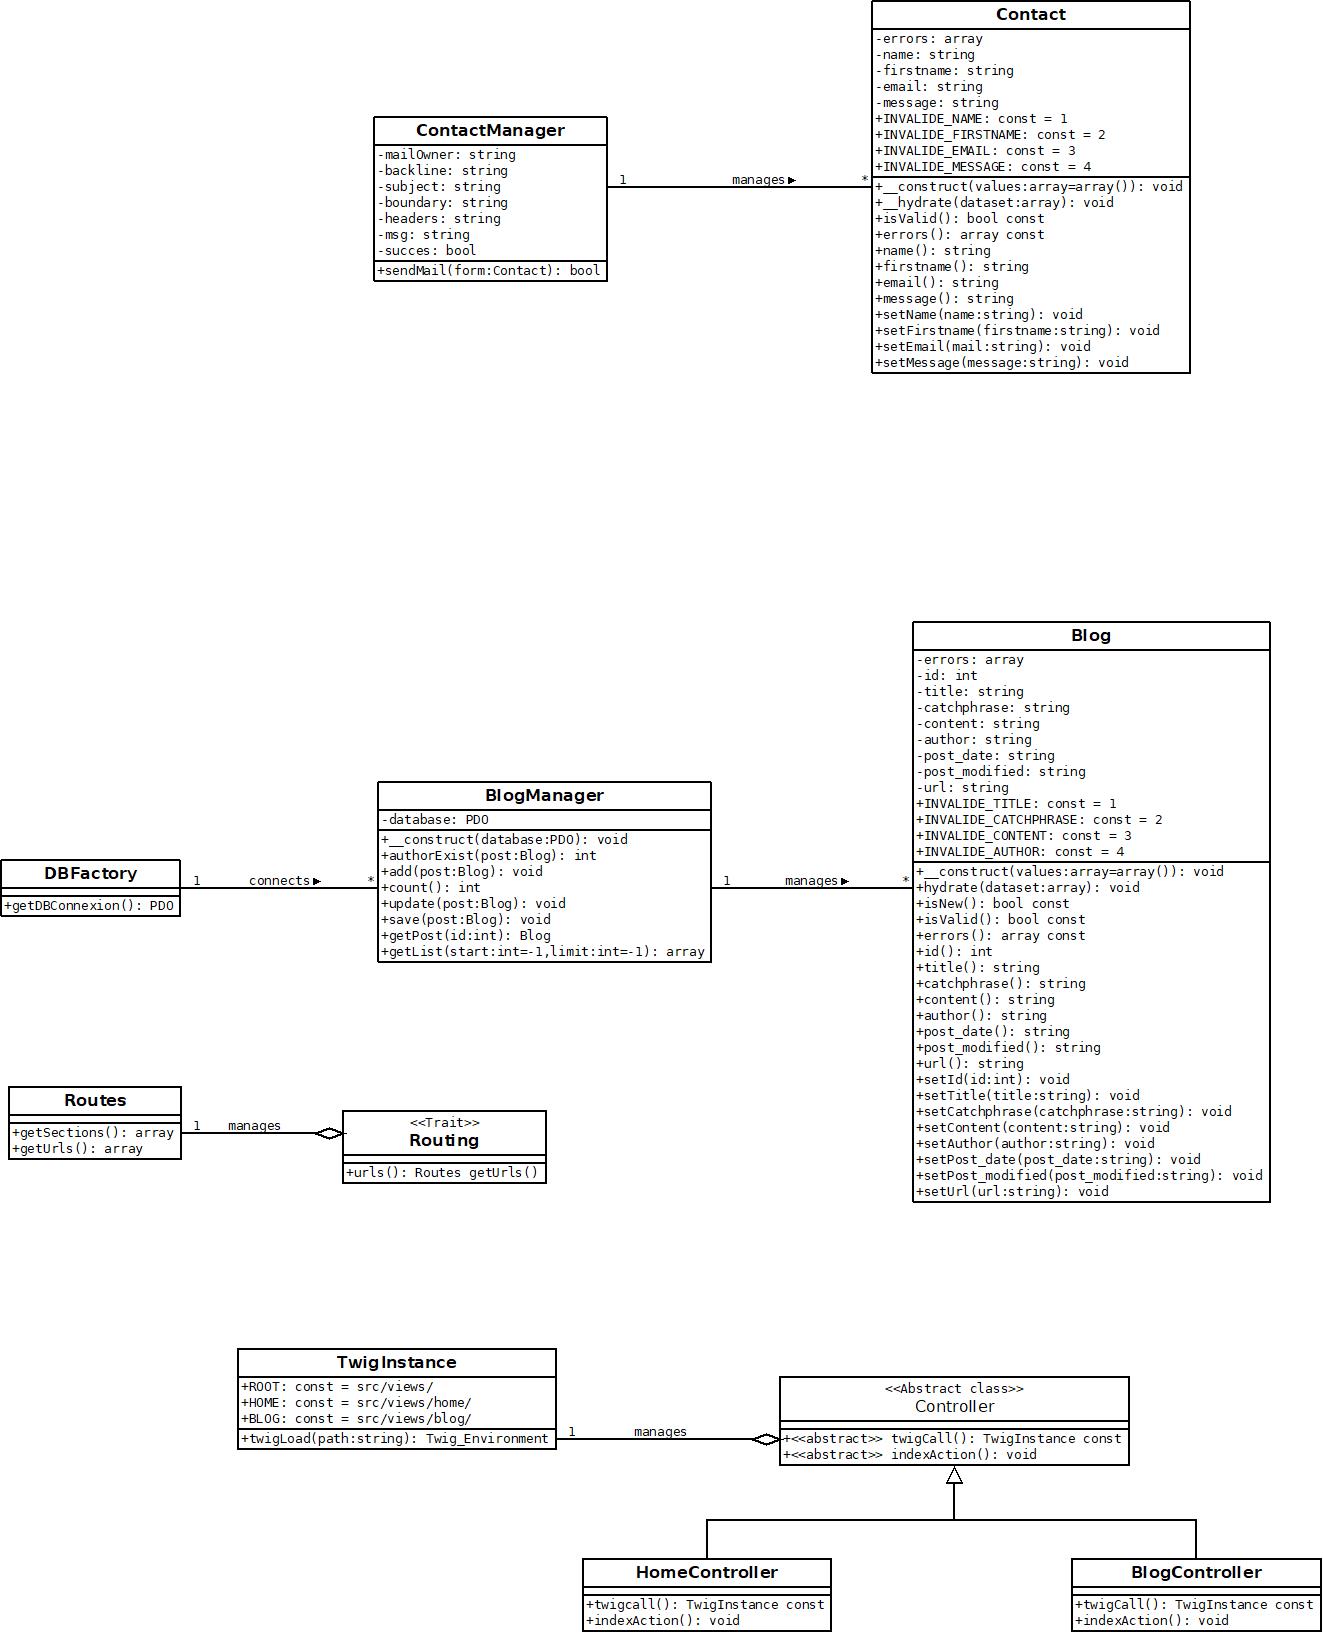 Contact
-errors: array
-name: string
-firstname: string
-email: string
-message: string
+INVALIDE_NAME: const = 1
+INVALIDE_FIRSTNAME: const = 2
+INVALIDE_EMAIL: const = 3
+INVALIDE_MESSAGE: const = 4
+__construct(values:array=array()): void
+__hydrate(dataset:array): void
+isValid(): bool const
+errors(): array const
+name(): string
+firstname(): string
+email(): string
+message(): string
+setName(name:string): void
+setFirstname(firstname:string): void
+setEmail(mail:string): void
+setMessage(message:string): void
ContactManager
-mailOwner: string
-backline: string
-subject: string
-boundary: string
-headers: string
-msg: string
-succes: bool
+sendMail(form:Contact): bool
1 manages► *
Blog
-errors: array
-id: int
-title: string
-catchphrase: string
-content: string
-author: string
-post_date: string
-post_modified: string
-url: string
+INVALIDE_TITLE: const = 1
+INVALIDE_CATCHPHRASE: const = 2
+INVALIDE_CONTENT: const = 3
+INVALIDE_AUTHOR: const = 4
+__construct(values:array=array()): void
+hydrate(dataset:array): void
+isNew(): bool const
+isValid(): bool const
+errors(): array const
+id(): int
+title(): string
+catchphrase(): string
+content(): string
+author(): string
+post_date(): string
+post_modified(): string
+url(): string
+setId(id:int): void
+setTitle(title:string): void
+setCatchphrase(catchphrase:string): void
+setContent(content:string): void
+setAuthor(author:string): void
+setPost_date(post_date:string): void
+setPost_modified(post_modified:string): void
+setUrl(url:string): void
BlogManager
-database: PDO
+__construct(database:PDO): void
+authorExist(post:Blog): int
+add(post:Blog): void
+count(): int
+update(post:Blog): void
+save(post:Blog): void
+getPost(id:int): Blog
+getList(start:int=-1,limit:int=-1): array
1 manages► *
DBFactory
+getDBConnexion(): PDO
1 connects► *
Routes
+getSections(): array
+getUrls(): array
1 manages
<<Trait>>
Routing
+urls(): Routes getUrls()
TwigInstance
+ROOT: const = src/views/
+HOME: const = src/views/home/
+BLOG: const = src/views/blog/
+twigLoad(path:string): Twig_Environment
1 manages
<<Abstract class>>
Controller
+<<abstract>> twigCall(): TwigInstance const
+<<abstract>> indexAction(): void
HomeController
+twigcall(): TwigInstance const
+indexAction(): void
BlogController
+twigCall(): TwigInstance const
+indexAction(): void